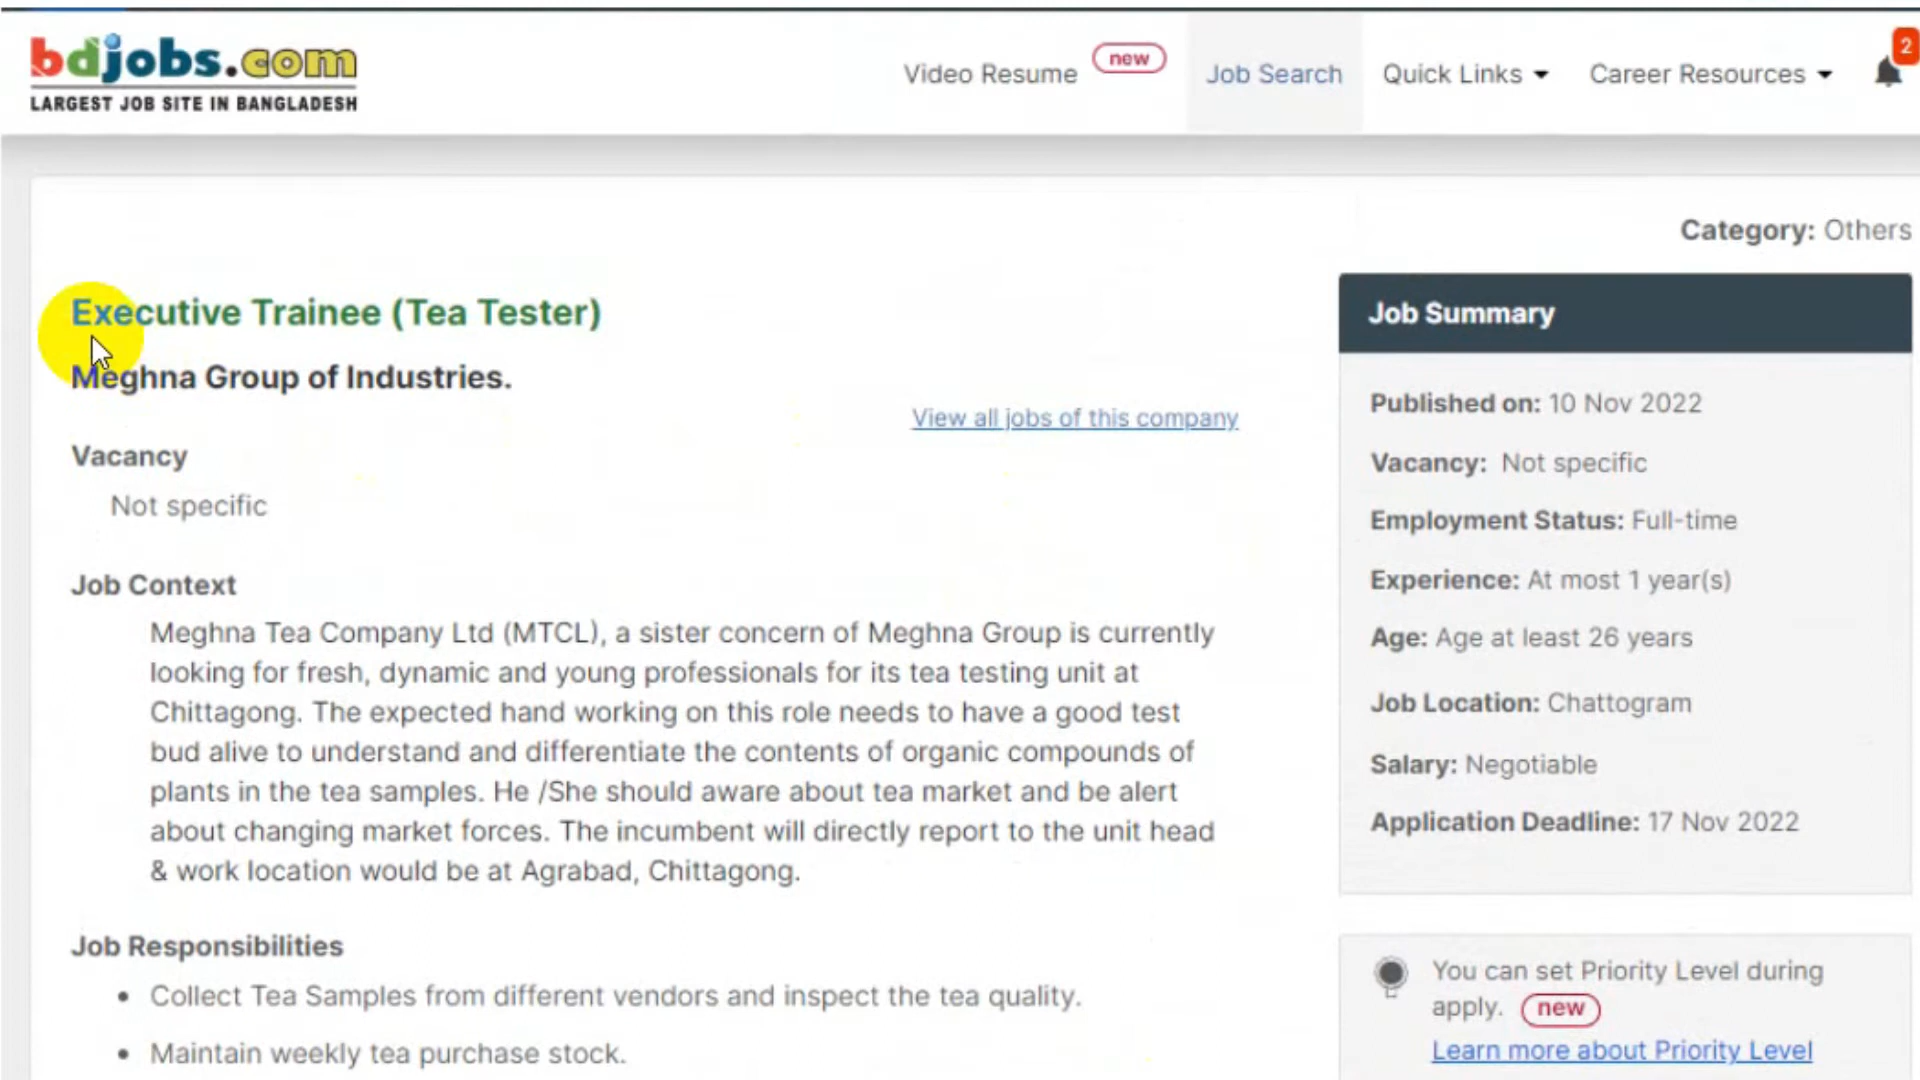 bdjobs.com
LARGEST JOB SITE IN BANGLADESH
Video Resume new Job Search Quick Links Career Resources 2
Category: Others
Executive Trainee (Tea Tester)
Meghna Group of Industries.
View all jobs of this company
Vacancy
Not specific
Job Context
Meghna Tea Company Ltd (MTCL), a sister concern of Meghna Group is currently
looking for fresh, dynamic and young professionals for its tea testing unit at
Chittagong. The expected hand working on this role needs to have a good test
bud alive to understand and differentiate the contents of organic compounds of
plants in the tea samples. He /She should aware about tea market and be alert
about changing market forces. The incumbent will directly report to the unit head
& work location would be at Agrabad, Chittagong.
Job Responsibilities
• Collect Tea Samples from different vendors and inspect the tea quality.
• Maintain weekly tea purchase stock.
Job Summary
Published on: 10 Nov 2022
Vacancy: Not specific
Employment Status: Full-time
Experience: At most 1 year(s)
Age: Age at least 26 years
Job Location: Chattogram
Salary: Negotiable
Application Deadline: 17 Nov 2022
You can set Priority Level during
apply. new
Learn more about Priority Level